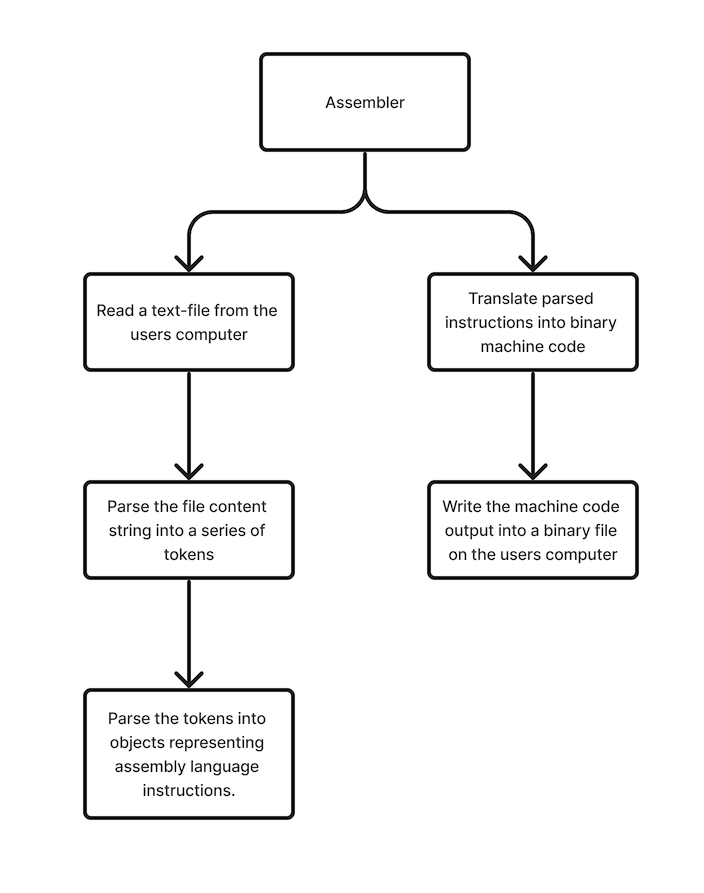 Assembler
Read a text-file from the
users computer
Parse the file content
string into a series of
tokens
Parse the tokens into
objects representing
assembly language
instructions.
Translate parsed
instructions into binary
machine code
Write the machine code
output into a binary file
on the users computer